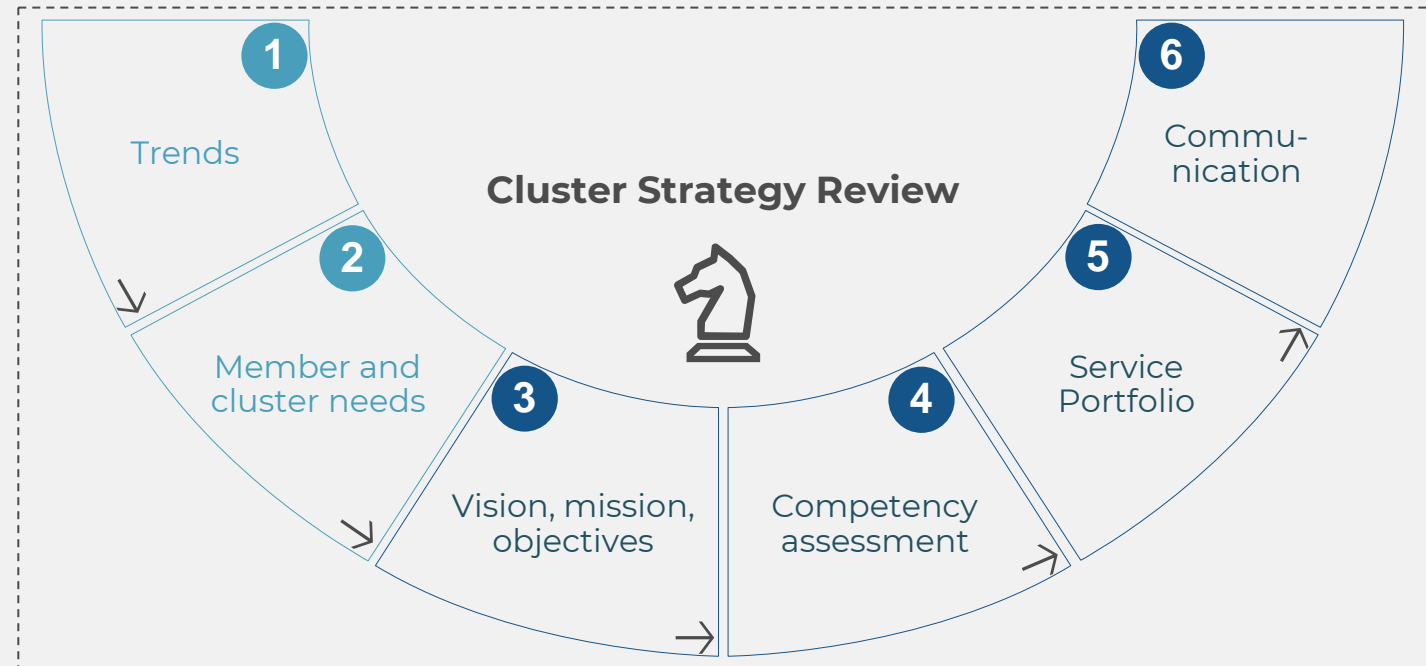 Cluster Strategy Review
1
Trends
2
Member and
cluster needs
3
Vision, mission,
objectives
4
Competency
assessment
5
Service
Portfolio
6
Commu-
nication